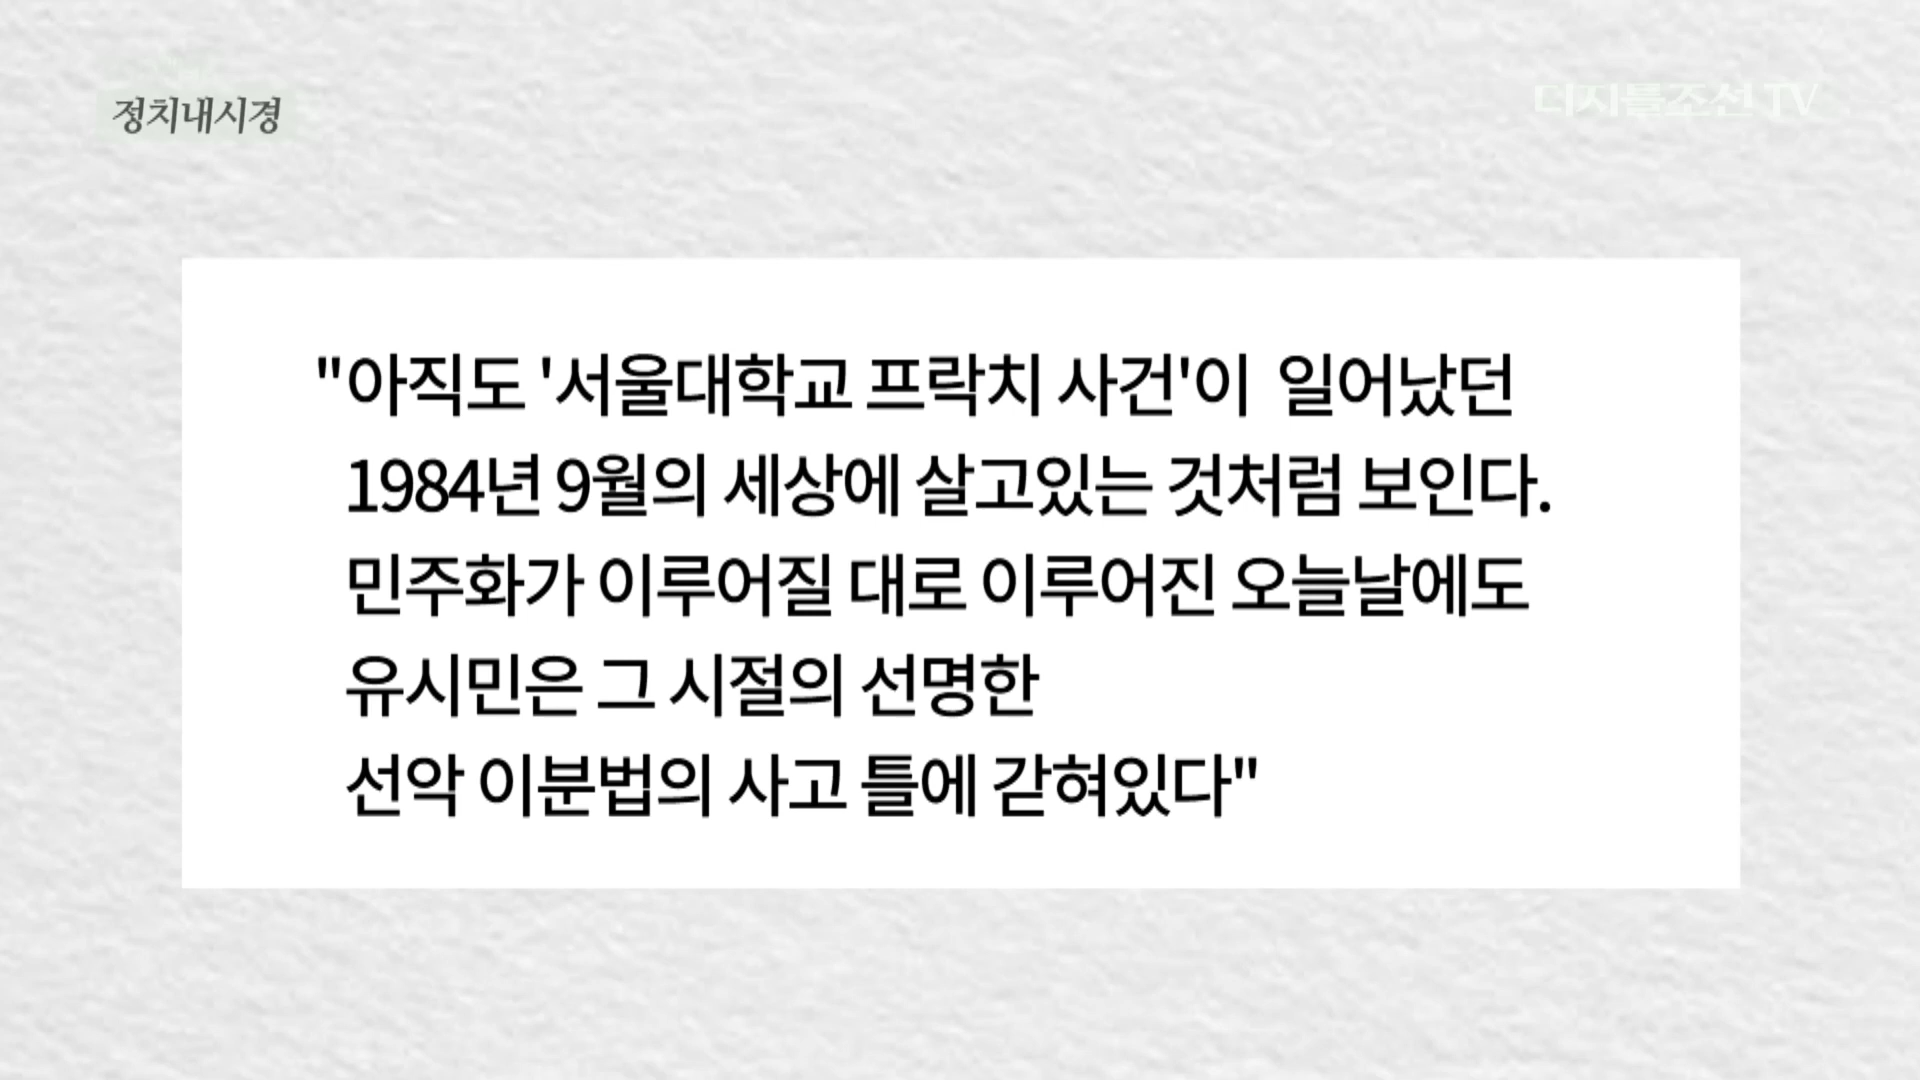 정치내시경
디지틀조선 TV
"아직도 '서울대학교 프락치 사건'이 일어났던
1984년 9월의 세상에 살고있는 것처럼 보인다.
민주화가 이루어질 대로 이루어진 오늘날에도
유시민은 그 시절의 선명한
선악 이분법의 사고 틀에 갇혀있다"